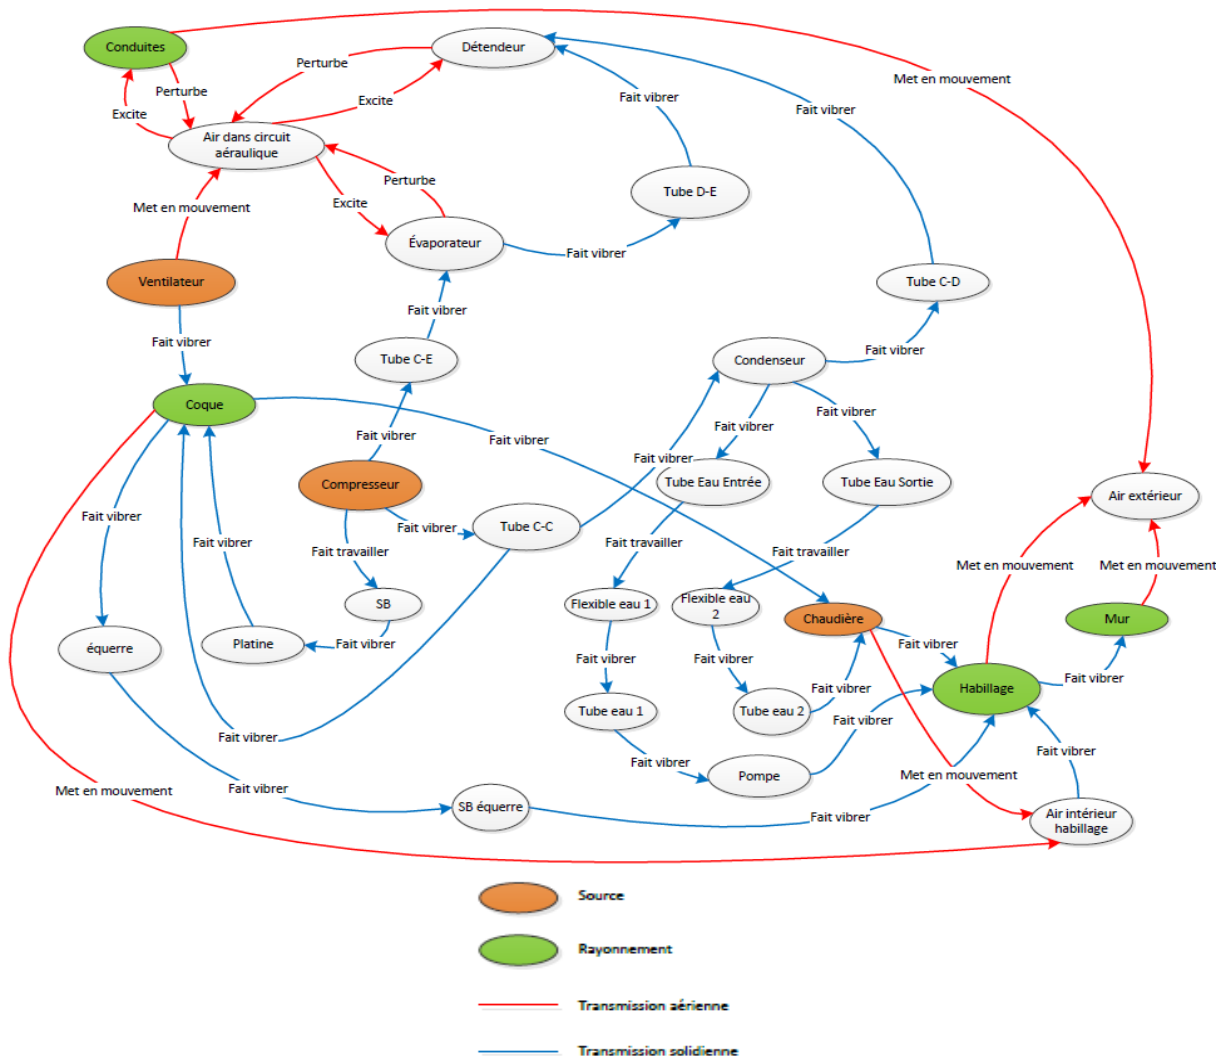 Conduites
Détendeur
Perturbe
Met en mouvement
Perturbe
Fait vibrer
Excite
Fait vibrer
Excite
Air dans circuit
aéraulique
Perturbe
Tube D-E
Excite
Met en mouvement
Évaporateur
Fait vibrer
Ventilateur
Tube C-D
Fait vibrer
Fait vibrer
Tube C-E
Condenseur
Fait vibrer
Coque
Fait vibrer
Fait vibrer
Fait vibrer
Fait vibrer
Fait vibrer
Compresseur
Tube Eau Entrée
Tube Eau Sortie
Air extérieur
Fait vibrer
Fait vibrer
Tube C-C
Fait vibrer
Fait travailler
Fait travailler
Fait travailler
Met en mouvement
Met en mouvement
SB
Flexible eau 1
Flexible eau
2
Chaudière
Mur
équerre
Platine
Fait vibrer
Fait vibrer
Fait vibrer
Fait vibrer
Fait vibrer
Habillage
Fait vibrer
Tube eau 1
Tube eau 2
Fait vibrer
Fait vibrer
Fait vibrer
Fait vibrer
Pompe
Met en mouvement
Met en mouvement
Fait vibrer
SB équerre
Fait vibrer
Air intérieur
habillage
Source
Rayonnement
Transmission aérienne
Transmission solidienne